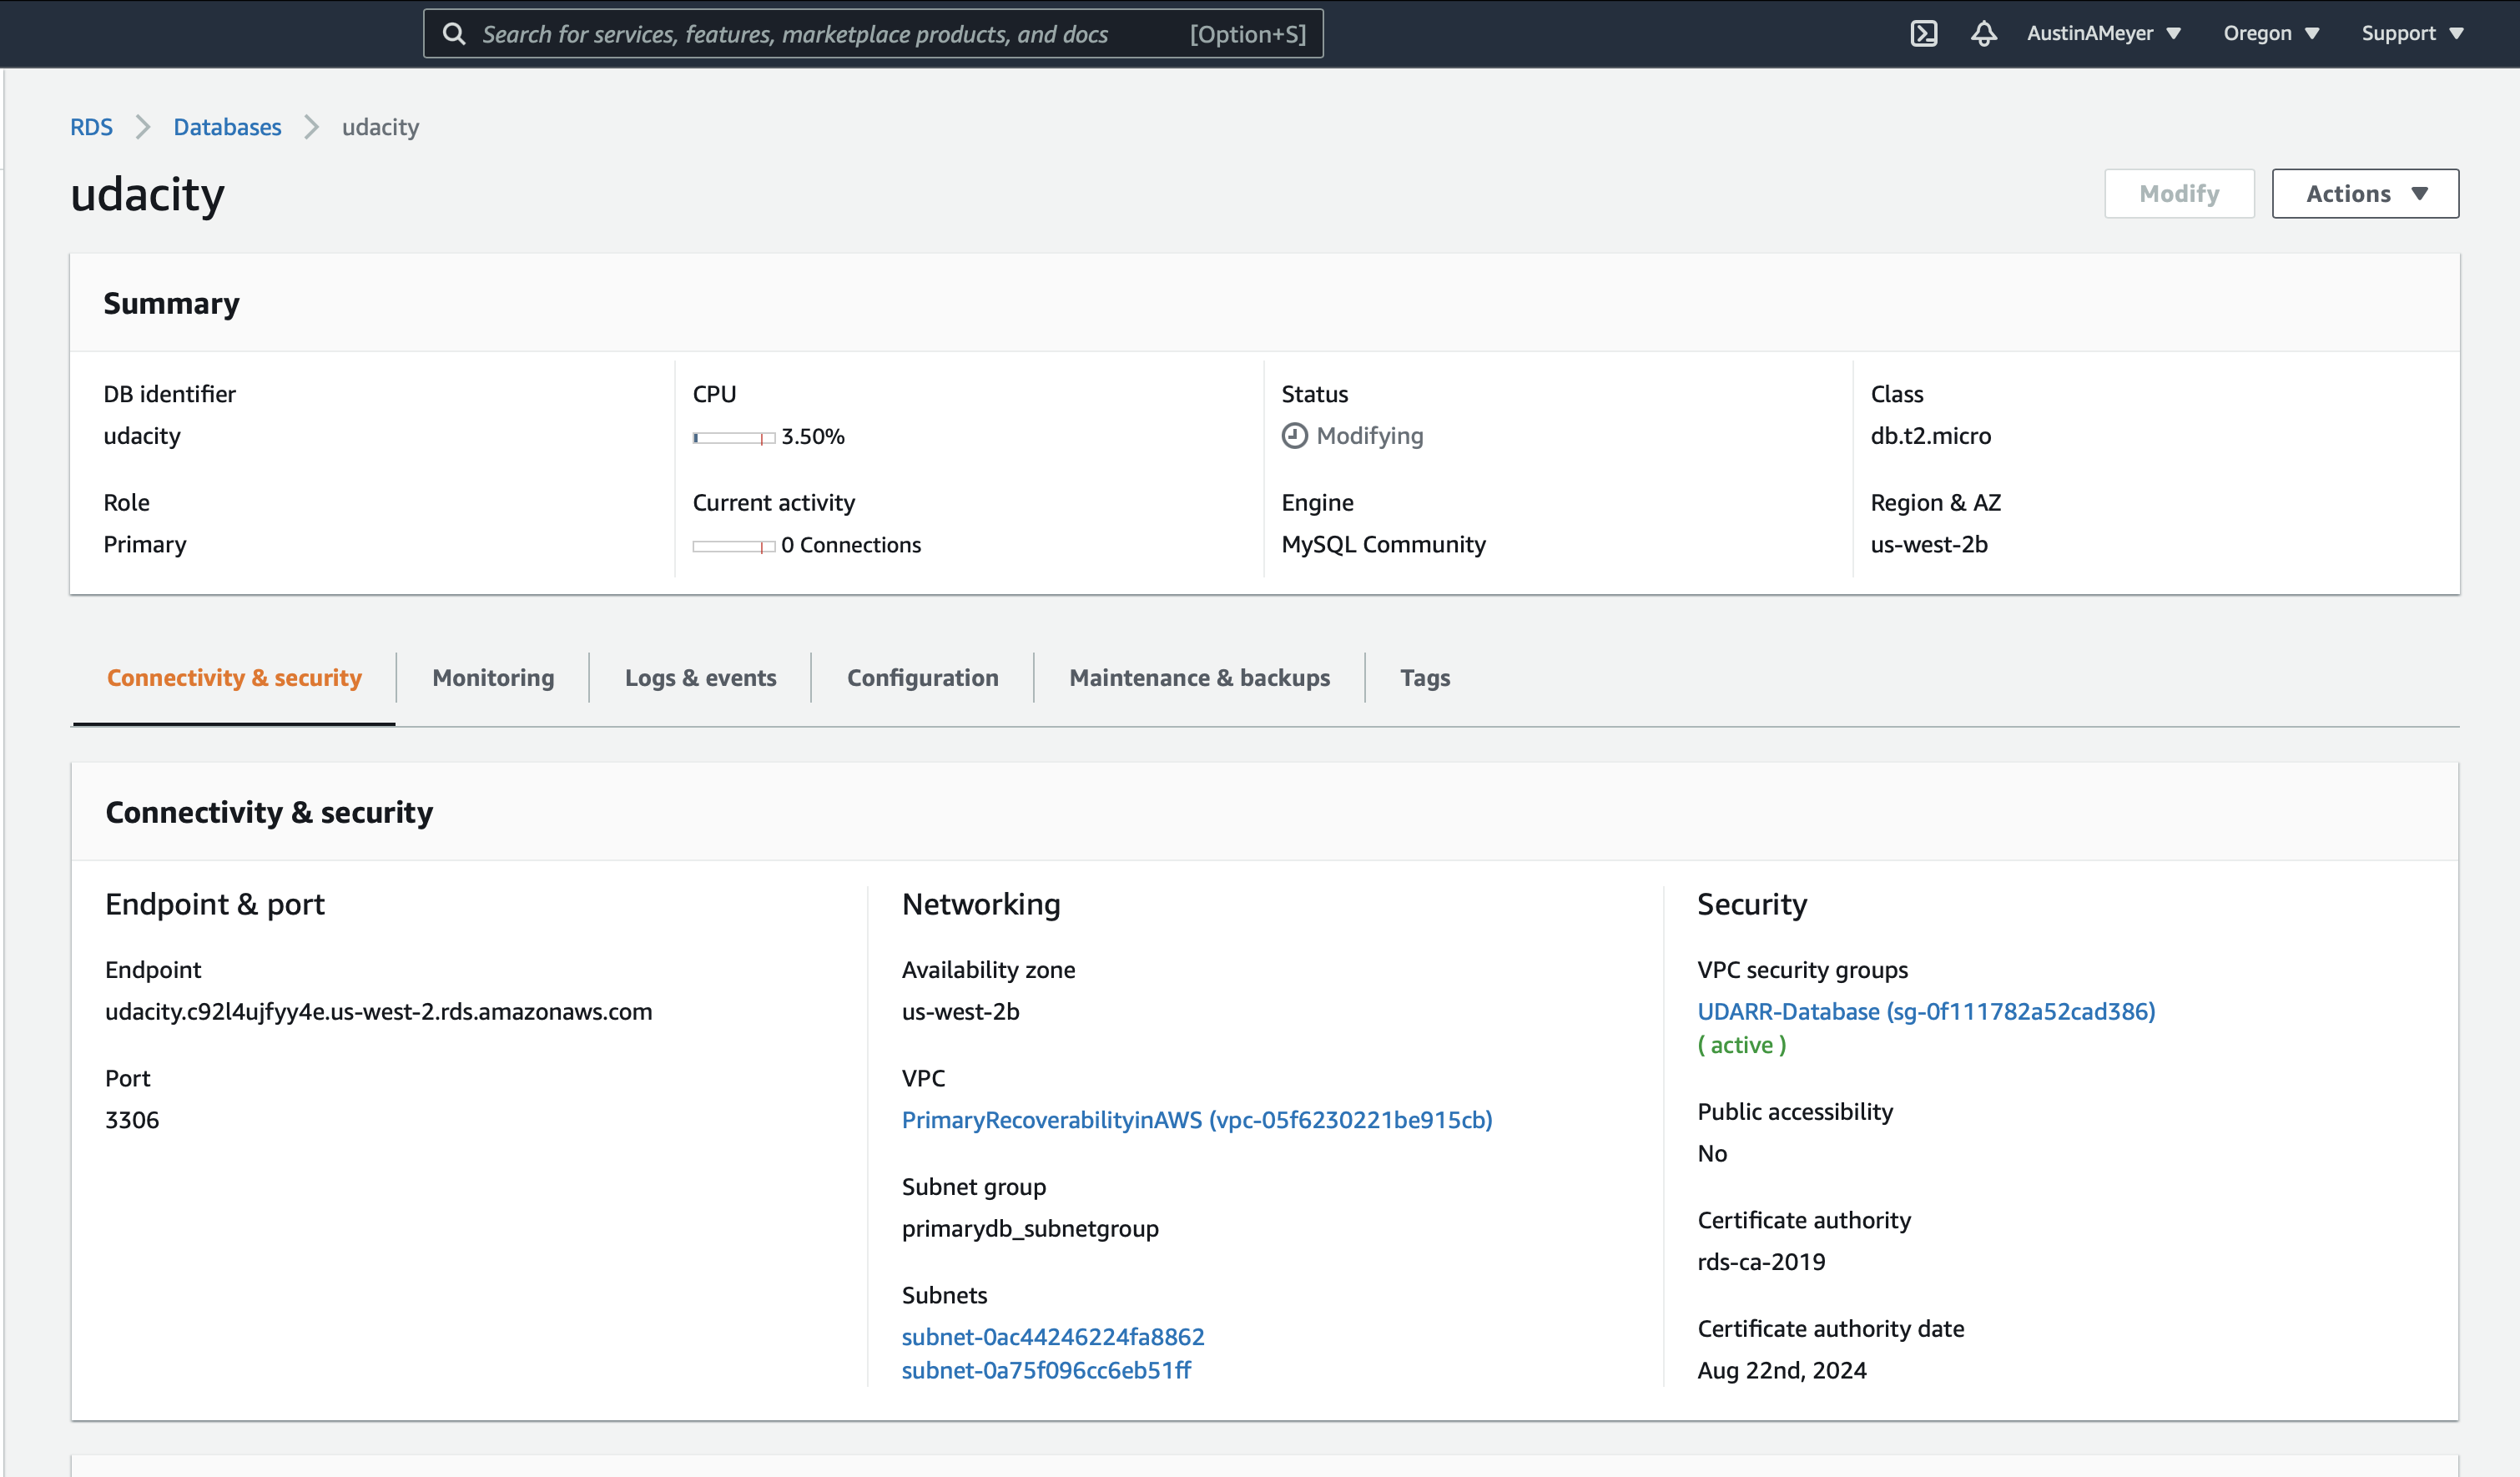 Search for services, features, marketplace products, and docs [Option+S] AustinAMeyer Oregon Support
RDS Databases udacity
udacity
Modify Actions
Summary
DB identifier
udacity
CPU
3.50%
Status
Modifying
Class
db.t2.micro
Role
Primary
Current activity
0 Connections
Engine
MySQL Community
Region & AZ
us-west-2b
Connectivity & security Monitoring Logs & events Configuration Maintenance & backups Tags
Connectivity & security
Endpoint & port
Endpoint
udacity.c92l4ujfyy4e.us-west-2.rds.amazonaws.com
Port
3306
Networking
Availability zone
us-west-2b
VPC
PrimaryRecoverabilityinAWS (vpc-05f6230221be915cb)
Subnet group
primarydb_subnetgroup
Subnets
subnet-0ac44246224fa8862
subnet-0a75f096cc6eb51ff
Security
VPC security groups
UDARR-Database (sg-0f111782a52cad386)
( active )
Public accessibility
No
Certificate authority
rds-ca-2019
Certificate authority date
Aug 22nd, 2024